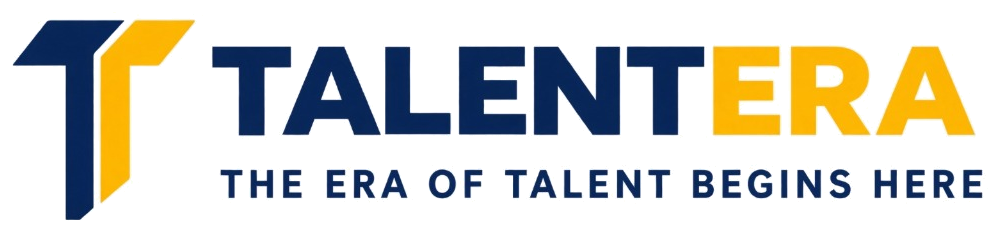 TALENTERA
THE ERA OF TALENT BEGINS HERE